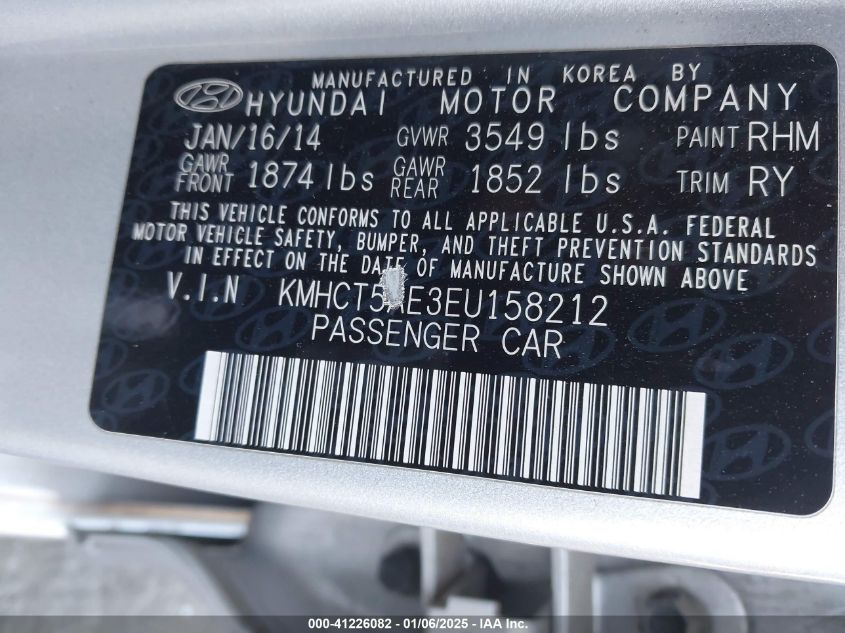 MANUFACTURED IN KOREA BY
HYUNDAI MOTOR COMPANY
JAN/16/14 GVWR 3549 lbs PAINT RHM
GAWR FRONT 1874 lbs GAWR REAR 1852 lbs TRIM RY
THIS VEHICLE CONFORMS TO ALL APPLICABLE U.S.A. FEDERAL
MOTOR VEHICLE SAFETY, BUMPER, AND THEFT PREVENTION STANDARDS
IN EFFECT ON THE DATE OF MANUFACTURE SHOWN ABOVE
V.I.N KMHCT5AE3EU158212
PASSENGER CAR
000-41226082 - 01/06/2025 - IAA Inc.